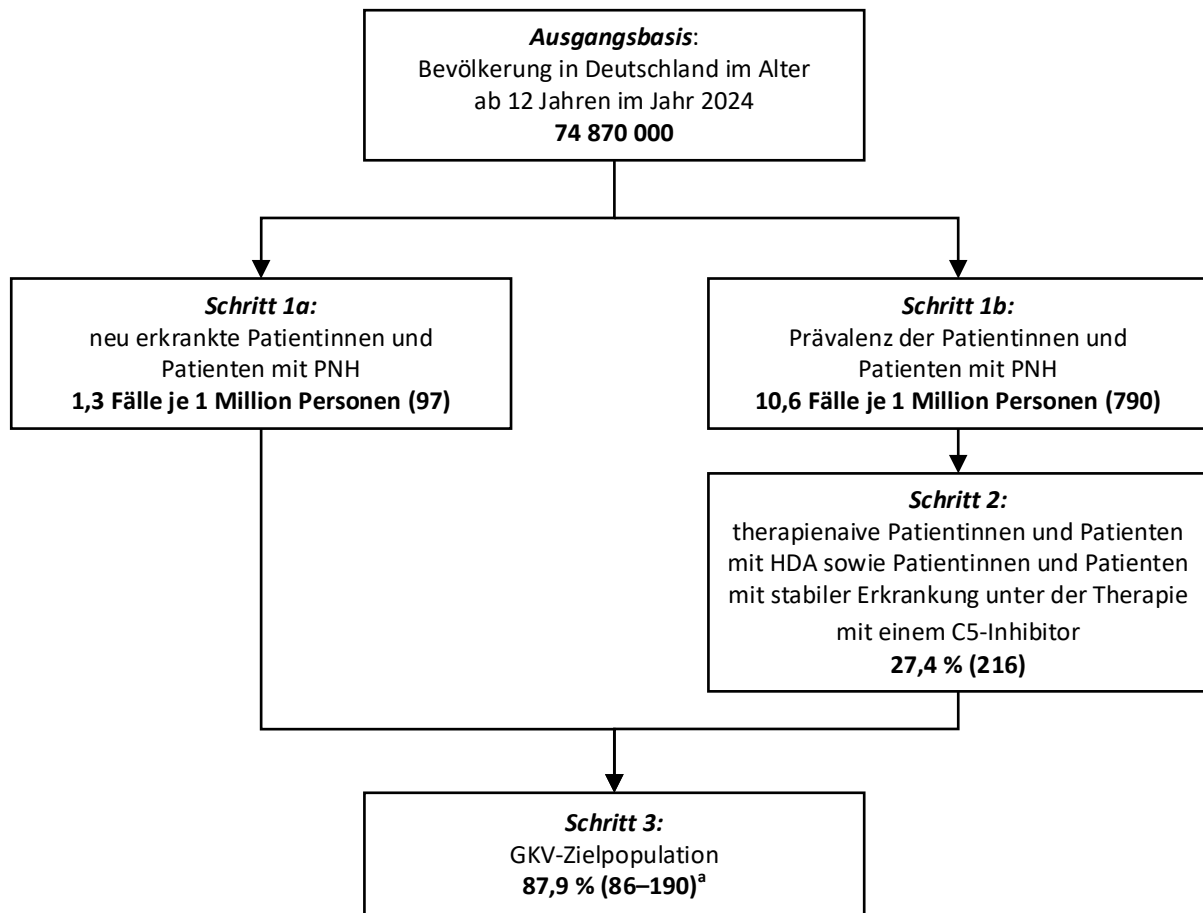 Ausgangsbasis:
Bevölkerung in Deutschland im Alter
ab 12 Jahren im Jahr 2024
74 870 000
Schritt 1a:
neu erkrankte Patientinnen und
Patienten mit PNH
1,3 Fälle je 1 Million Personen (97)
Schritt 1b:
Prävalenz der Patientinnen und
Patienten mit PNH
10,6 Fälle je 1 Million Personen (790)
Schritt 2:
therapienaive Patientinnen und Patienten
mit HDA sowie Patientinnen und Patienten
mit stabiler Erkrankung unter der Therapie
mit einem C5-Inhibitor
27,4 % (216)
Schritt 3:
GKV-Zielpopulation
87,9 % (86–190)a